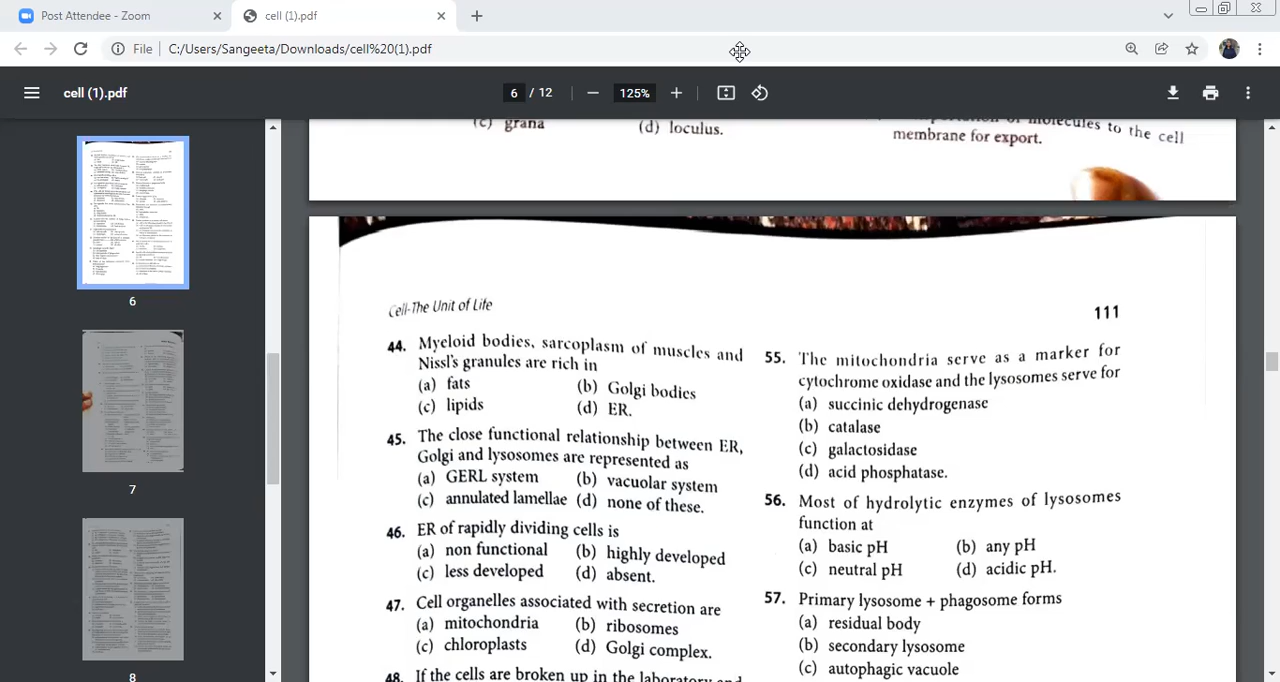 Post Attendee - Zoom
cell (1).pdf
File
C:/Users/Sangeeta/Downloads/cell%20(1).pdf
cell (1).pdf
6 / 12
125%
6
7
8
(c) grana
(d) loculus.
of molecules to the cell
membrane for export.
Cell-The Unit of Life
111
44. Myeloid bodies, sarcoplasm of muscles and
Nissl's granules are rich in
(a) fats
(b) Golgi bodies
(c) lipids
(d) ER.
45. The close functional relationship between ER,
Golgi and lysosomes are represented as
(a) GERL system
(b) vacuolar system
(c) annulated lamellae
(d) none of these.
46. ER of rapidly dividing cells is
(a) non functional
(b) highly developed
(c) less developed
(d) absent.
47. Cell organelles associated with secretion are
(a) mitochondria
(b) ribosomes
(c) chloroplasts
(d) Golgi complex.
48. If the cells are broken up in the laboratory and
55. The mitochondria serve as a marker for
cytochrome oxidase and the lysosomes serve for
(a) succinic dehydrogenase
(b) catalase
(c) galactosidase
(d) acid phosphatase.
56. Most of hydrolytic enzymes of lysosomes
function at
(a) basic pH
(b) any pH
(c) neutral pH
(d) acidic pH.
57. Primary lysosome + phagosome forms
(a) residual body
(b) secondary lysosome
(c) autophagic vacuole